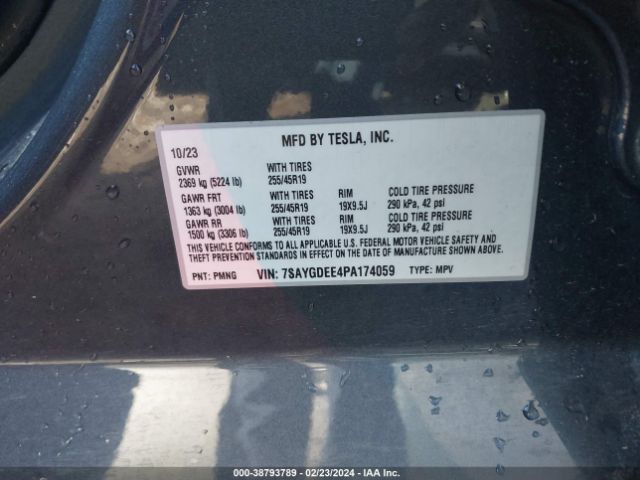 MFD BY TESLA, INC.
10/23
GVWR WITH TIRES
2369 kg (5224 lb) 255/45R19
GAWR FRT WITH TIRES RIM COLD TIRE PRESSURE
1363 kg (3004 lb) 255/45R19 19X9.5J 290 kPa, 42 psi
GAWR RR WITH TIRES RIM COLD TIRE PRESSURE
1500 kg (3306 lb) 255/45R19 19X9.5J 290 kPa, 42 psi
THIS VEHICLE CONFORMS TO ALL APPLICABLE U.S. FEDERAL MOTOR VEHICLE SAFETY AND
THEFT PREVENTION STANDARDS IN EFFECT ON THE DATE OF MANUFACTURE SHOWN ABOVE.
PNT: PMNG VIN: 7SAYGDEE4PA174059 TYPE: MPV
000-38793789 - 02/23/2024 - IAA Inc.